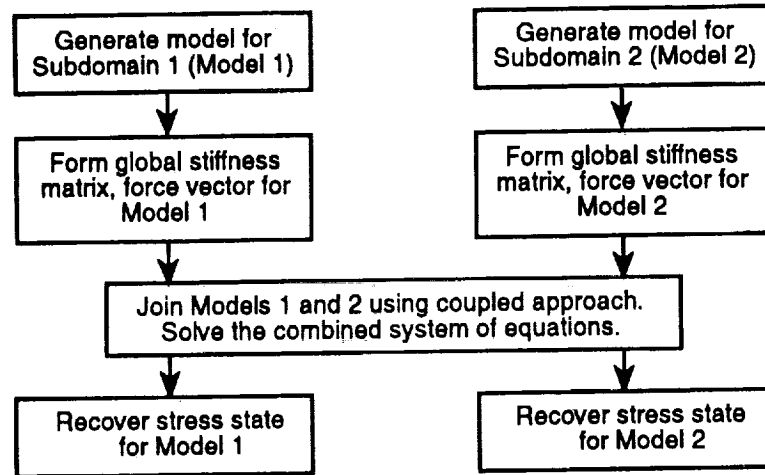 Generate model for
Subdomain 1 (Model 1)
Generate model for
Subdomain 2 (Model 2)
Form global stiffness
matrix, force vector for
Model 1
Form global stiffness
matrix, force vector for
Model 2
Join Models 1 and 2 using coupled approach.
Solve the combined system of equations.
Recover stress state
for Model 1
Recover stress state
for Model 2